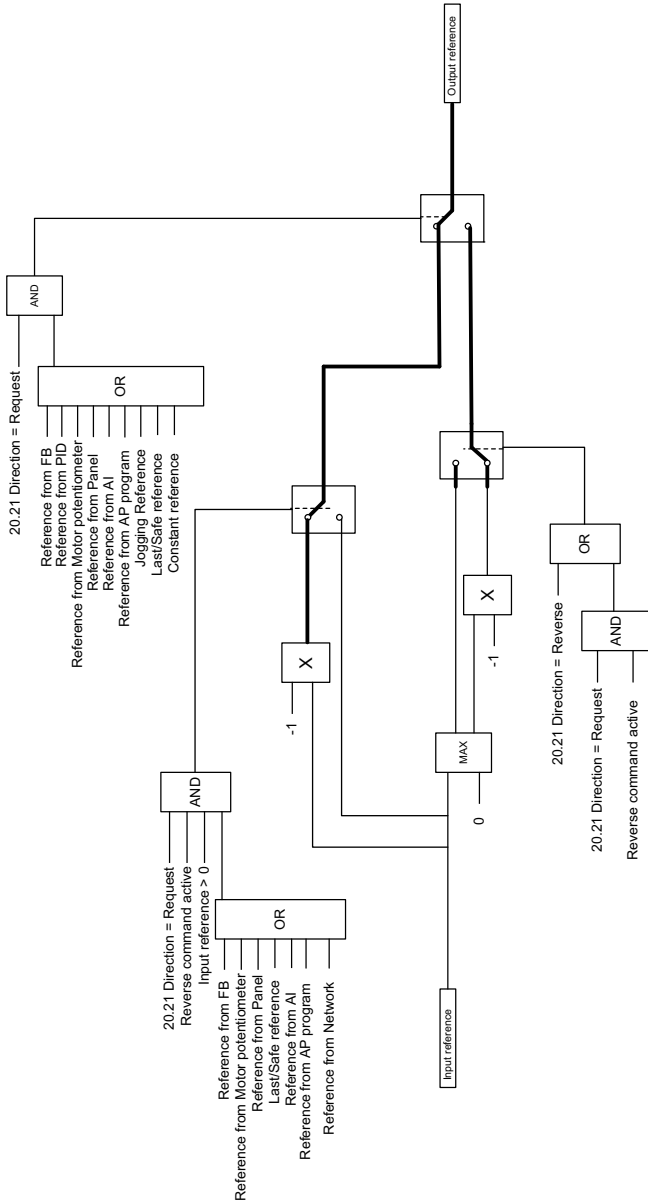 20.21 Direction = Request
AND
Reference from FB
Reference from PID
Reference from Motor potentiometer
Reference from Panel
Reference from AI
Reference from AP program
Jogging Reference
Last/Safe reference
Constant reference
OR
20.21 Direction = Request
Reverse command active
Input reference > 0
AND
Reference from FB
Reference from Motor potentiometer
Reference from Panel
Last/Safe reference
Reference from AI
Reference from AP program
Reference from Network
OR
-1
X
Input reference
0
MAX
-1
X
20.21 Direction = Reverse
OR
20.21 Direction = Request
Reverse command active
AND
Output reference